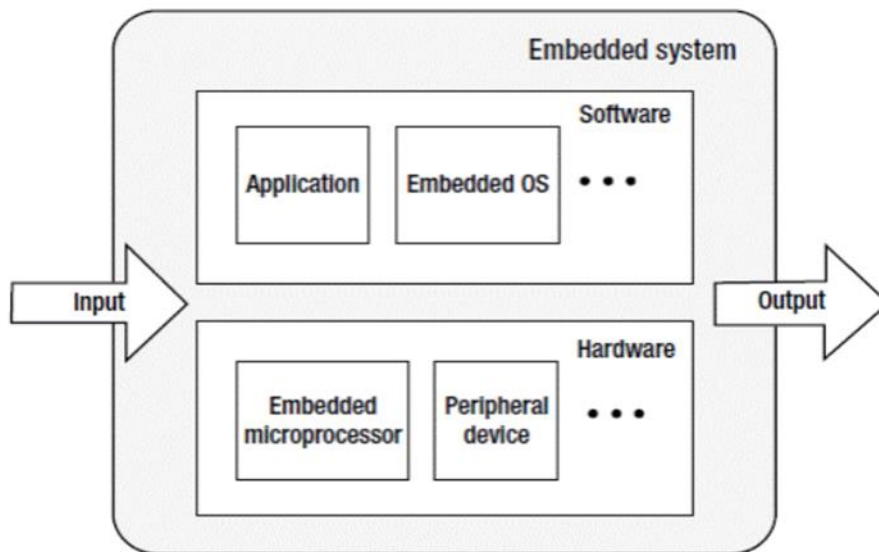 Embedded system
Software
Application
Embedded OS
• • •
Input
Output
Hardware
Embedded
microprocessor
Peripheral
device
• • •